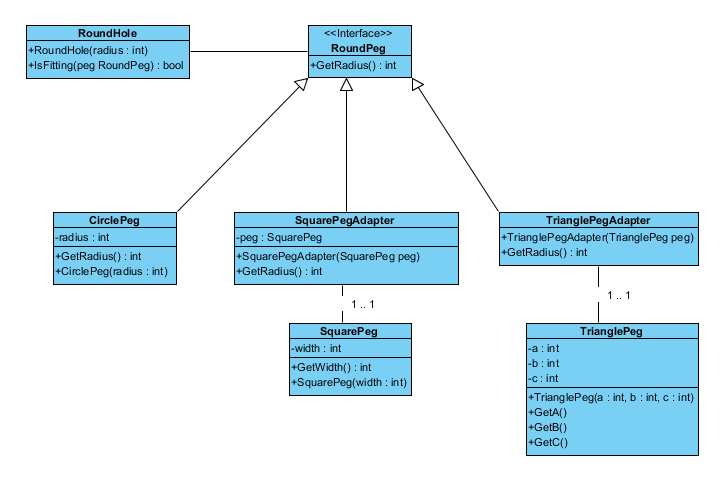 RoundHole
+RoundHole(radius : int)
+IsFitting(peg RoundPeg) : bool
<<Interface>>
RoundPeg
+GetRadius() : int
CirclePeg
-radius : int
+GetRadius() : int
+CirclePeg(radius : int)
SquarePegAdapter
-peg : SquarePeg
+SquarePegAdapter(SquarePeg peg)
+GetRadius() : int
TrianglePegAdapter
+TrianglePegAdapter(TrianglePeg peg)
+GetRadius() : int
1 .. 1
1 .. 1
SquarePeg
-width : int
+GetWidth() : int
+SquarePeg(width : int)
TrianglePeg
-a : int
-b : int
-c : int
+TrianglePeg(a : int, b : int, c : int)
+GetA()
+GetB()
+GetC()